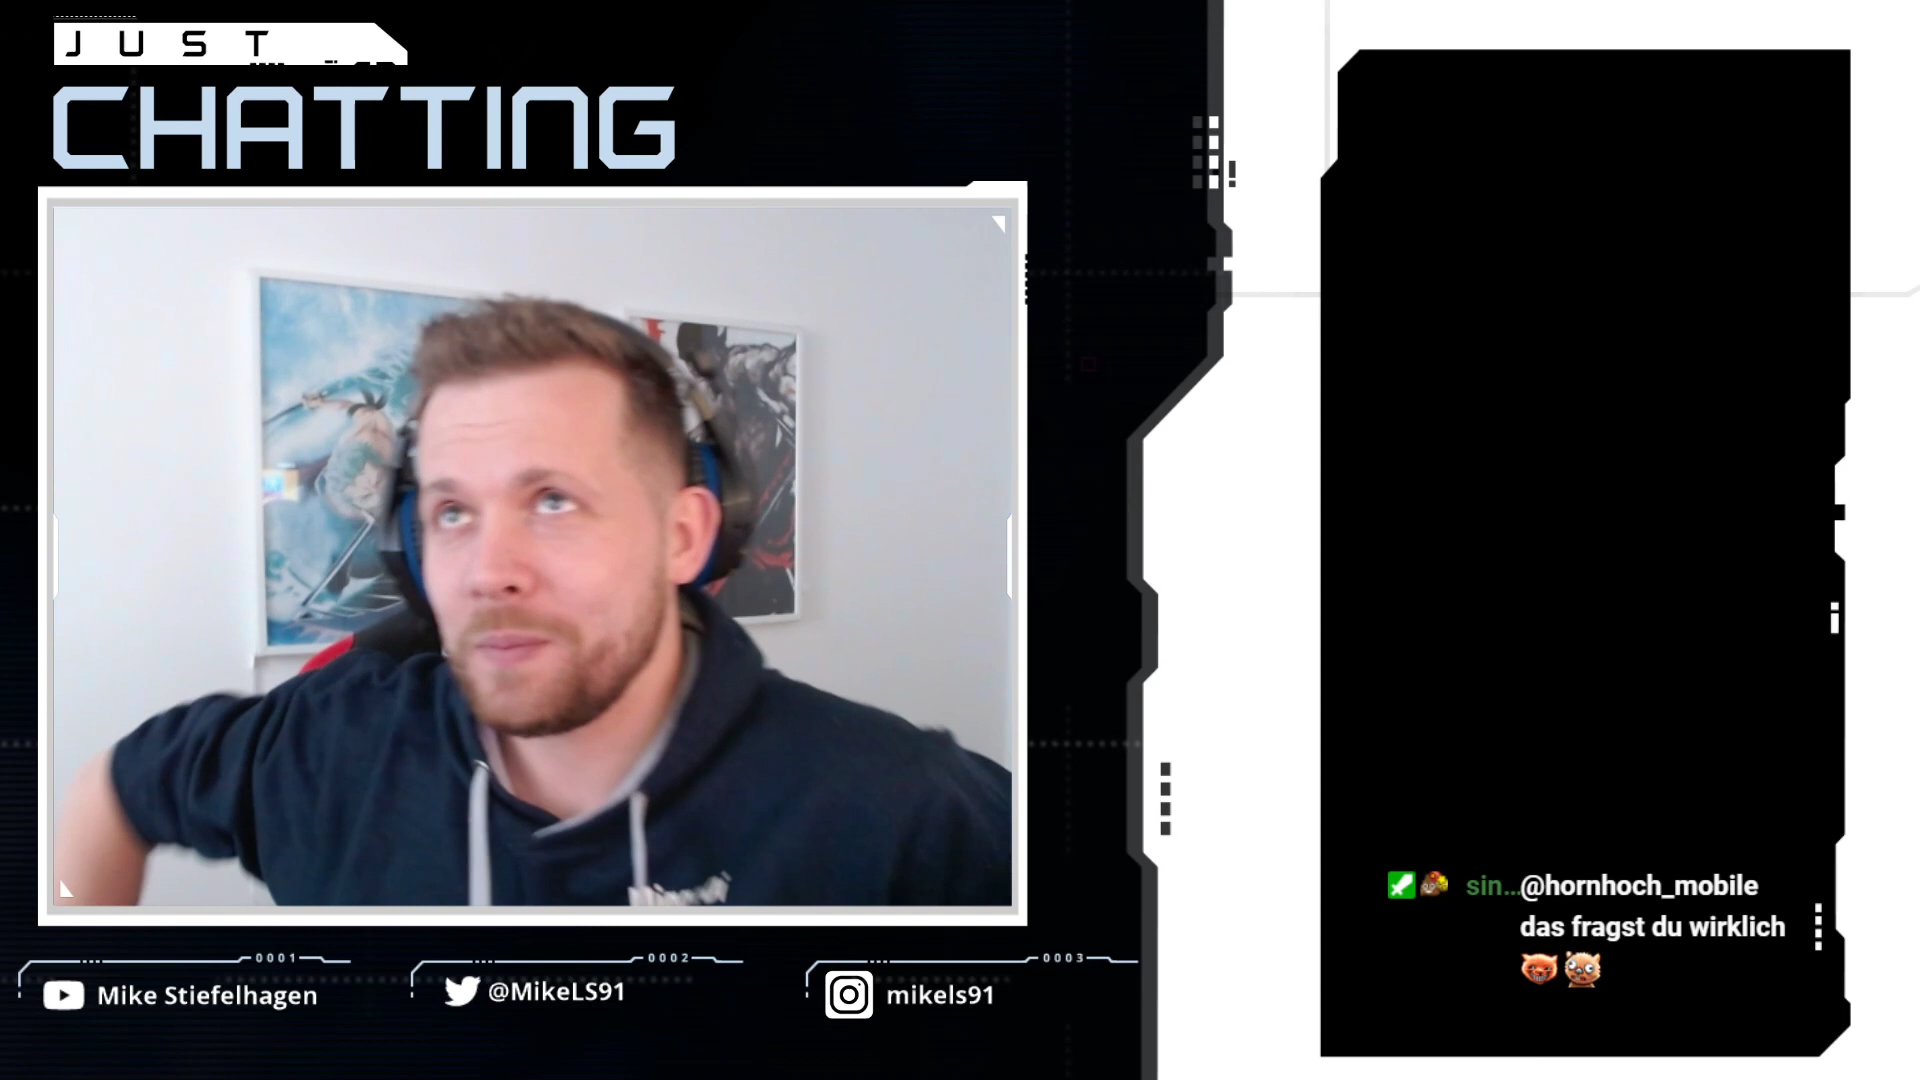 JUST
CHATTING
0001
Mike Stiefelhagen
0002
@MikeLS91
0003
mikels91
sin...@hornhoch_mobile
das fragst du wirklich